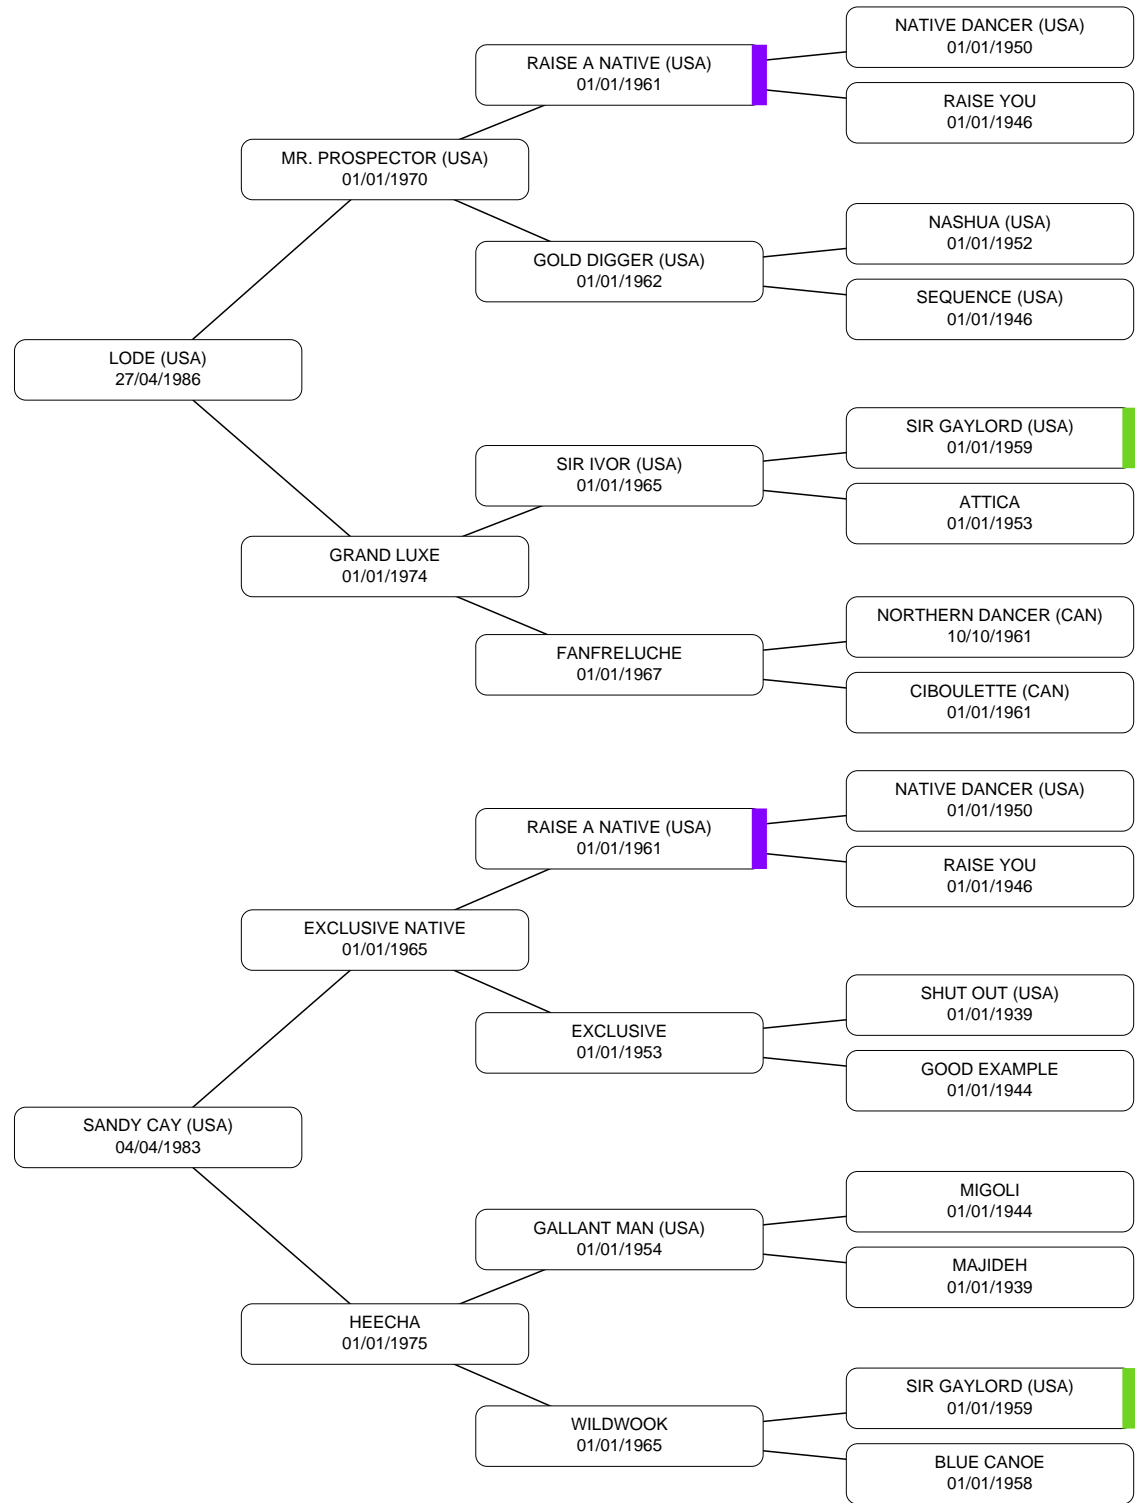 NATIVE DANCER (USA)
01/01/1950
RAISE A NATIVE (USA)
01/01/1961
RAISE YOU
01/01/1946
MR. PROSPECTOR (USA)
01/01/1970
NASHUA (USA)
01/01/1952
GOLD DIGGER (USA)
01/01/1962
SEQUENCE (USA)
01/01/1946
LODE (USA)
27/04/1986
SIR GAYLORD (USA)
01/01/1959
SIR IVOR (USA)
01/01/1965
ATTICA
01/01/1953
GRAND LUXE
01/01/1974
NORTHERN DANCER (CAN)
10/10/1961
FANFRELUCHE
01/01/1967
CIBOULETTE (CAN)
01/01/1961
NATIVE DANCER (USA)
01/01/1950
RAISE A NATIVE (USA)
01/01/1961
RAISE YOU
01/01/1946
EXCLUSIVE NATIVE
01/01/1965
SHUT OUT (USA)
01/01/1939
EXCLUSIVE
01/01/1953
GOOD EXAMPLE
01/01/1944
SANDY CAY (USA)
04/04/1983
MIGOLI
01/01/1944
GALLANT MAN (USA)
01/01/1954
MAJIDEH
01/01/1939
HEECHA
01/01/1975
SIR GAYLORD (USA)
01/01/1959
WILDWOOK
01/01/1965
BLUE CANOE
01/01/1958